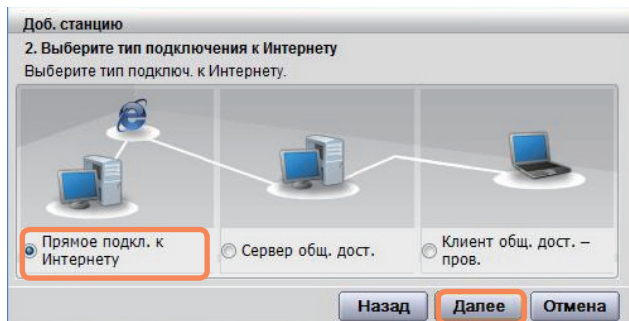 Доб. станцию
2. Выберите тип подключения к Интернету
Выберите тип подключ. к Интернету.
Прямое подкл. к
Интернету
Сервер общ. дост.
Клиент общ. дост. –
пров.
Назад
Далее
Отмена